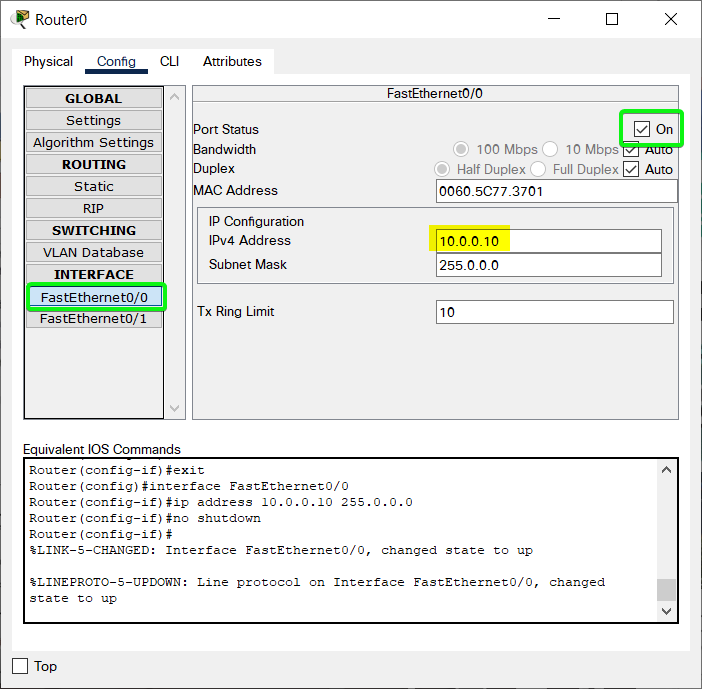 Router0
Physical Config CLI Attributes
GLOBAL
Settings
Algorithm Settings
ROUTING
Static
RIP
SWITCHING
VLAN Database
INTERFACE
FastEthernet0/0
FastEthernet0/1
FastEthernet0/0
Port Status On
Bandwidth 100 Mbps 10 Mbps Auto
Duplex Half Duplex Full Duplex Auto
MAC Address 0060.5C77.3701
IP Configuration
IPv4 Address 10.0.0.10
Subnet Mask 255.0.0.0
Tx Ring Limit 10
Equivalent IOS Commands
Router(config-if)#exit
Router(config)#interface FastEthernet0/0
Router(config-if)#ip address 10.0.0.10 255.0.0.0
Router(config-if)#no shutdown
Router(config-if)#
%LINK-5-CHANGED: Interface FastEthernet0/0, changed state to up
%LINEPROTO-5-UPDOWN: Line protocol on Interface FastEthernet0/0, changed
state to up
Top